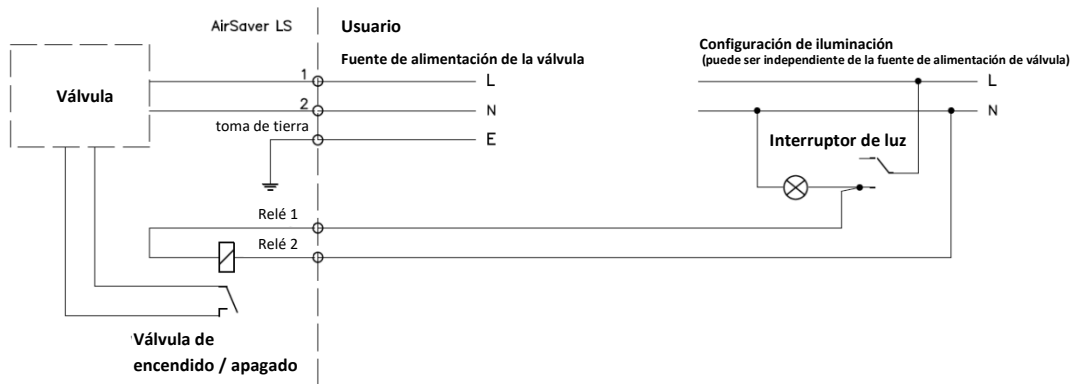 AirSaver LS
Usuario
Fuente de alimentación de la válvula
Configuración de iluminación
(puede ser independiente de la fuente de alimentación de válvula)
Válvula
1
L
L
2
N
N
toma de tierra
E
Interruptor de luz
Relé 1
Relé 2
Válvula de
encendido / apagado